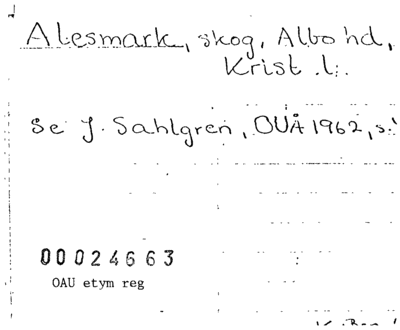 Alesmark, skog, Albo hd,
Krist. l.
Se J. Sahlgren, OUÅ 1962, s.
00024663
OAU etym reg